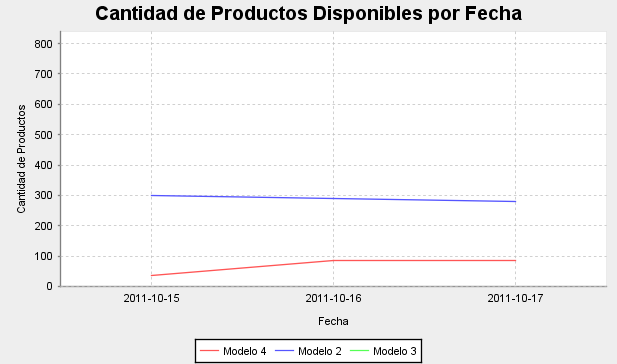 Cantidad de Productos Disponibles por Fecha
Cantidad de Productos
800
700
600
500
400
300
200
100
0
2011-10-15 2011-10-16 2011-10-17
Fecha
Modelo 4 Modelo 2 Modelo 3